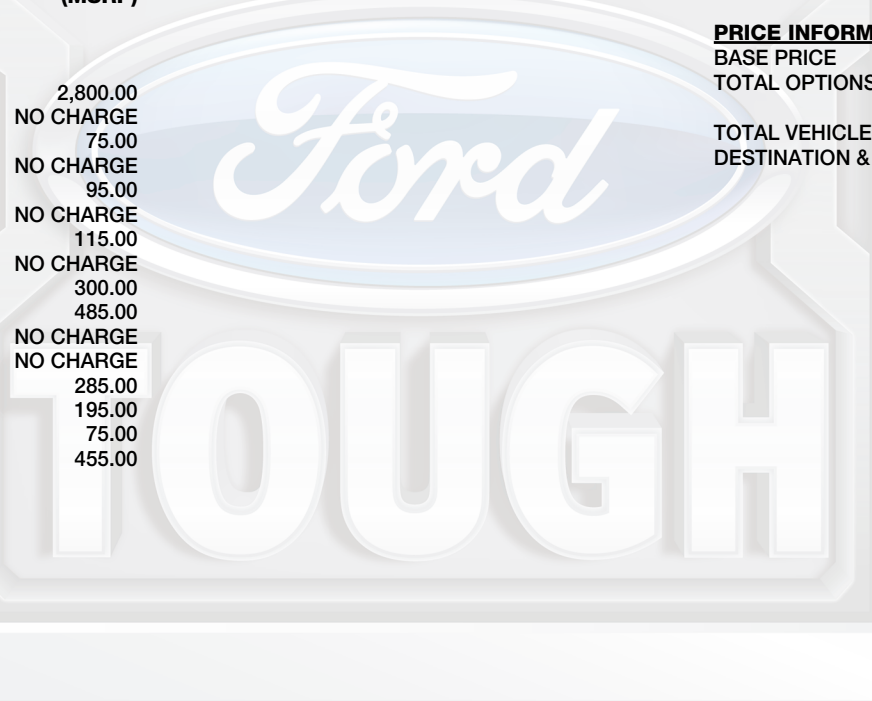 (MSRP)
2,800.00
NO CHARGE
75.00
NO CHARGE
95.00
NO CHARGE
115.00
NO CHARGE
300.00
485.00
NO CHARGE
NO CHARGE
285.00
195.00
75.00
455.00
PRICE INFORM
BASE PRICE
TOTAL OPTIONS
TOTAL VEHICLE
DESTINATION &
Ford
TOUGH